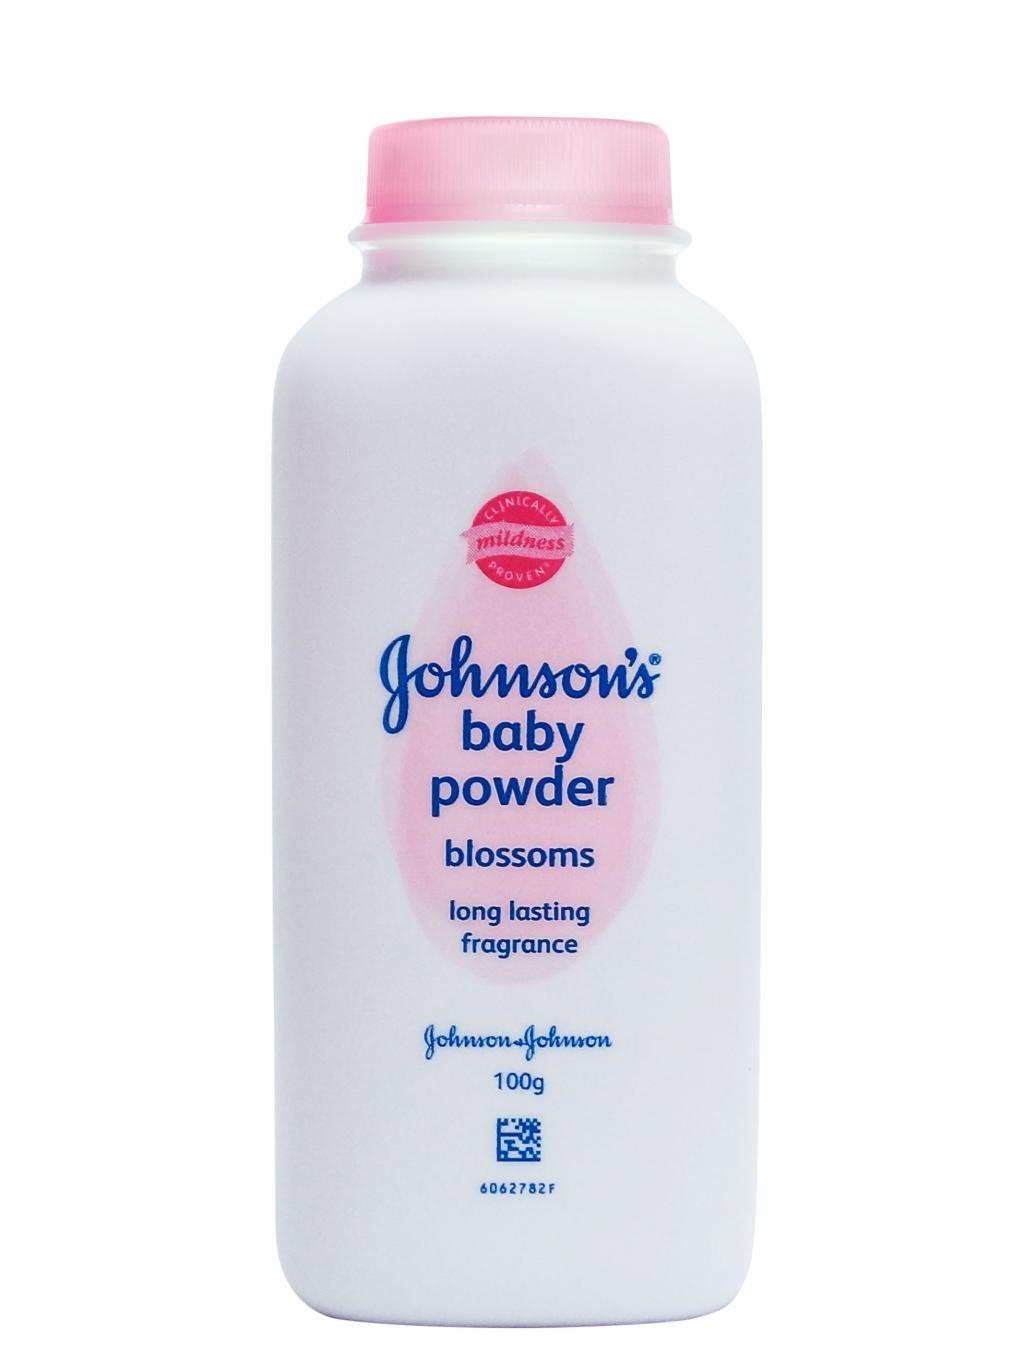 CLINICALLY
mildness
PROVEN®
Johnson's®
baby
powder
blossoms
long lasting
fragrance
Johnson & Johnson
100g
6062782F